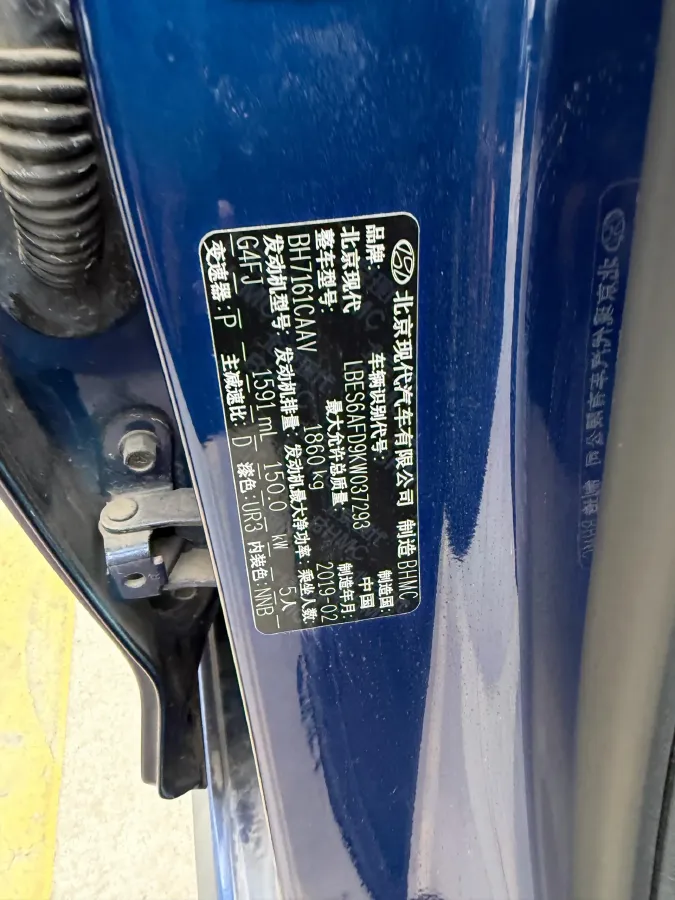 北京现代汽车有限公司 制造 BHMC
品牌: 车辆识别代号: 制造国:
北京现代 LBES6AFD9KW037293 中国
整车型号: 最大允许总质量: 制造年月:
BH7161CAAV 1860 kg 2019-02
发动机型号: 发动机排量: 发动机最大净功率: 乘坐人数:
G4FJ 1591 mL 150.0 kW 5人
变速器: P 主减速比: D 漆色: UR3 内装色: NNB